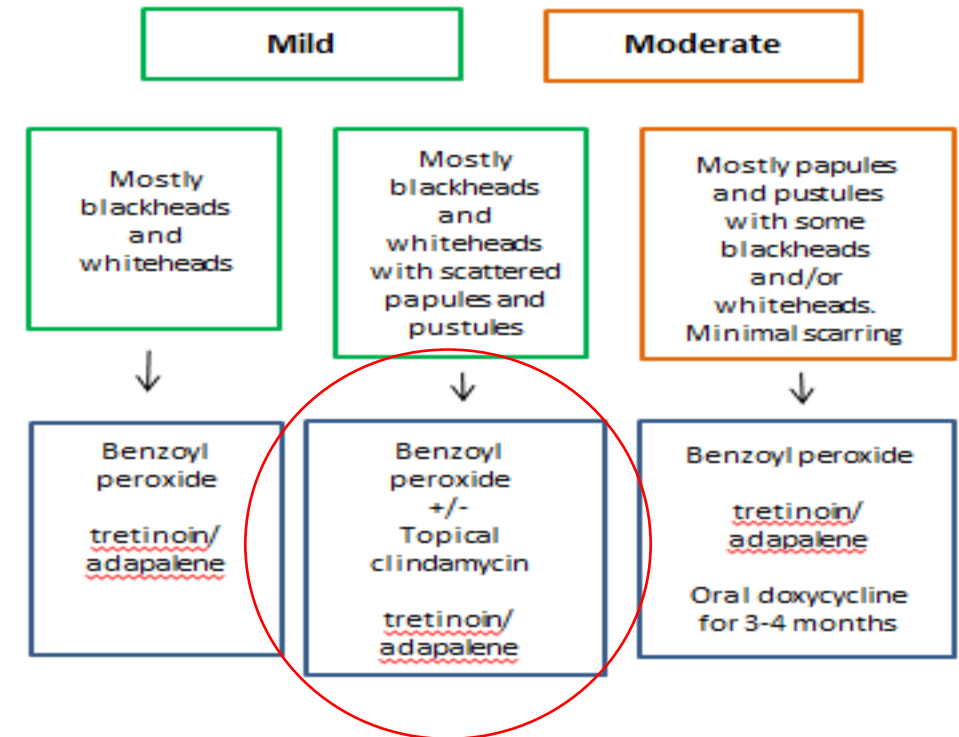 Mild
Moderate
Mostly
blackheads
and
whiteheads
Mostly
blackheads
and
whiteheads
with scattered
papules and
pustules
Mostly papules
and pustules
with some
blackheads
and/or
whiteheads.
Minimal scarring
Benzoyl
peroxide
tretinoin/
adapalene
Benzoyl
peroxide
+/-
Topical
clindamycin
tretinoin/
adapalene
Benzoyl peroxide
tretinoin/
adapalene
Oral doxycycline
for 3-4 months